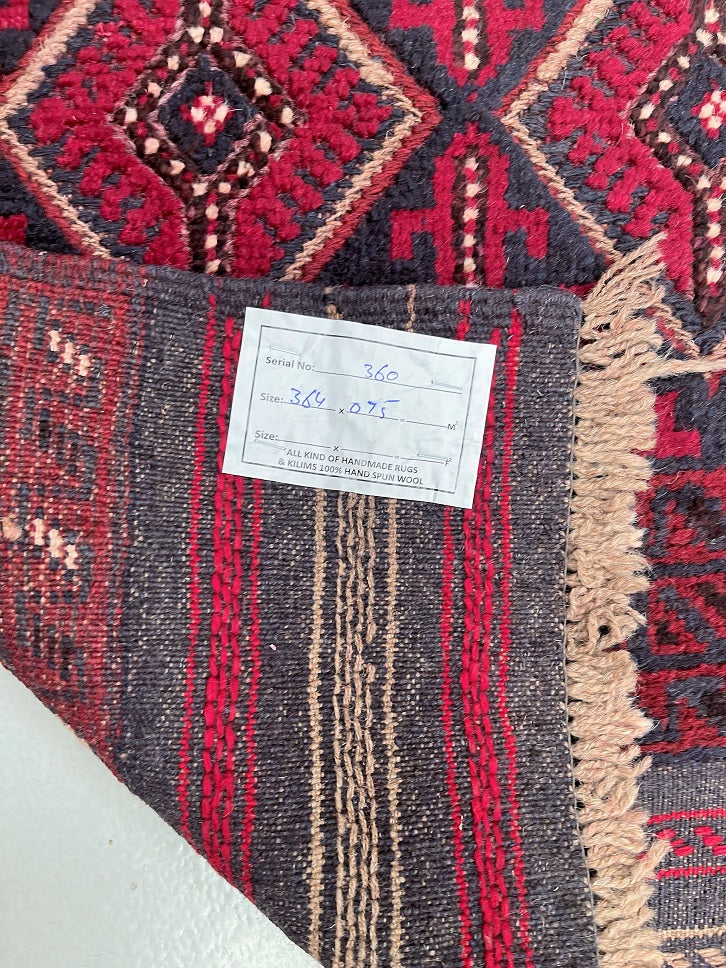 Serial No: 360
Size: 364 x 075 = M²
Size: x = F²
ALL KIND OF HANDMADE RUGS
& KILIMS 100% HAND SPUN WOOL